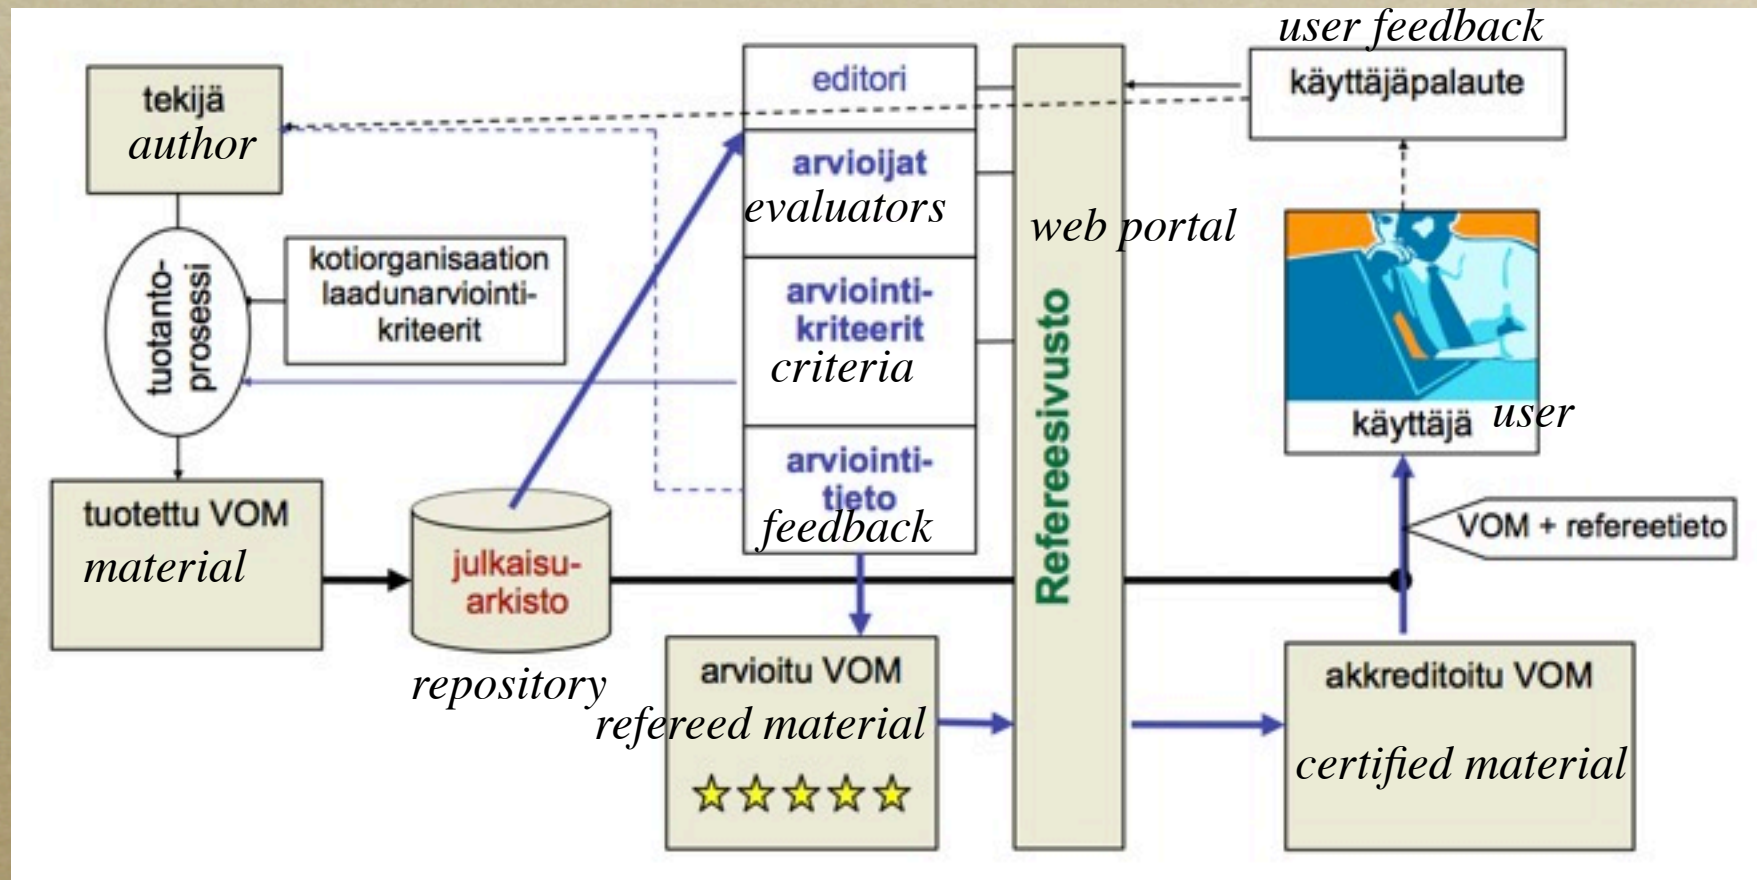 user feedback
käyttäjäpalaute
tekijä
author
editori
arvioijat
evaluators
web portal
Refereesivusto
tuotanto-
prosessi
kotiorganisaation
laadunarviointi-
kriteerit
arviointi-
kriteerit
criteria
käyttäjä user
arviointi-
tieto
feedback
tuotettu VOM
material
julkaisu-
arkisto
repository
VOM + refereetieto
arvioitu VOM
refereed material
akkreditoitu VOM
certified material